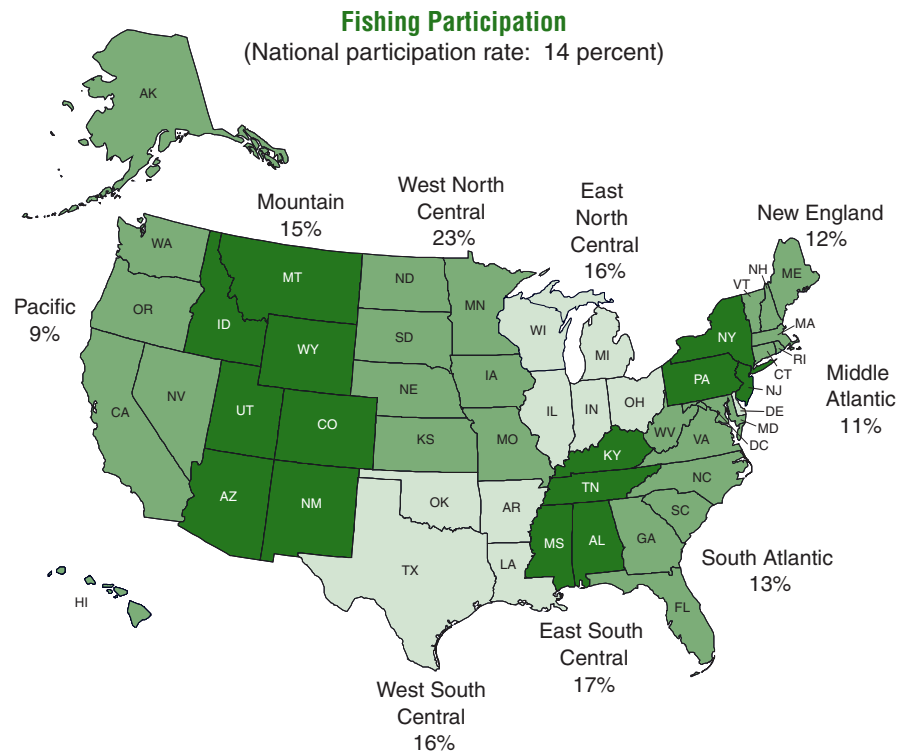 Fishing Participation
(National participation rate: 14 percent)
AK
Mountain
15%
West North
Central
23%
East
North
Central
16%
New England
12%
Pacific
9%
Middle
Atlantic
11%
South Atlantic
13%
East South
Central
17%
West South
Central
16%
WA
OR
CA
NV
ID
MT
WY
UT
CO
AZ
NM
ND
SD
NE
KS
MN
IA
MO
WI
MI
IL
IN
OH
OK
AR
TX
LA
KY
TN
MS
AL
GA
FL
SC
NC
VA
WV
PA
NY
VT
NH
ME
MA
RI
CT
NJ
DE
MD
DC
HI